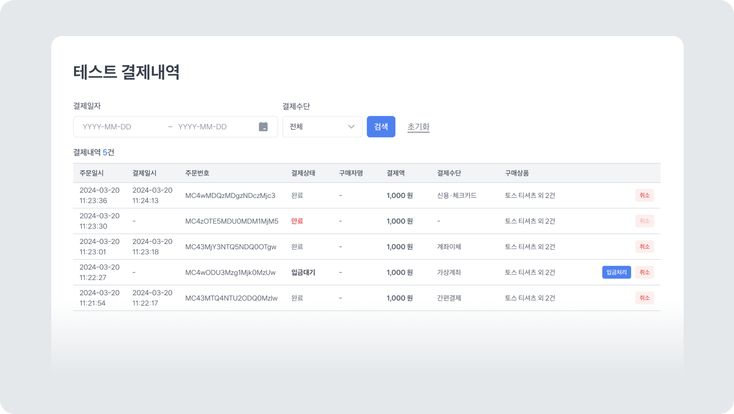 테스트 결제내역
결제일자 결제수단
YYYY-MM-DD ~ YYYY-MM-DD 전체 검색 초기화
결제내역 5건
주문일시 결제일시 주문번호 결제상태 구매자명 결제액 결제수단 구매상품
2024-03-20 11:23:36 2024-03-20 11:24:13 MC4wMDQzMDgzNDczMjc3 완료 - 1,000 원 신용·체크카드 토스 티셔츠 외 2건 취소
2024-03-20 11:23:30 - MC4zOTE5MDU0MDM1MjM5 만료 - 1,000 원 - 토스 티셔츠 외 2건 취소
2024-03-20 11:23:01 2024-03-20 11:23:18 MC43MjY3NTQ5NDQ0OTgw 완료 - 1,000 원 계좌이체 토스 티셔츠 외 2건 취소
2024-03-20 11:22:27 - MC4wODU3Mzg1Mjk0MzUw 입금대기 - 1,000 원 가상계좌 토스 티셔츠 외 2건 입금처리 취소
2024-03-20 11:21:54 2024-03-20 11:22:17 MC43MTQ4NTU2ODQ0MzIw 완료 - 1,000 원 간편결제 토스 티셔츠 외 2건 취소